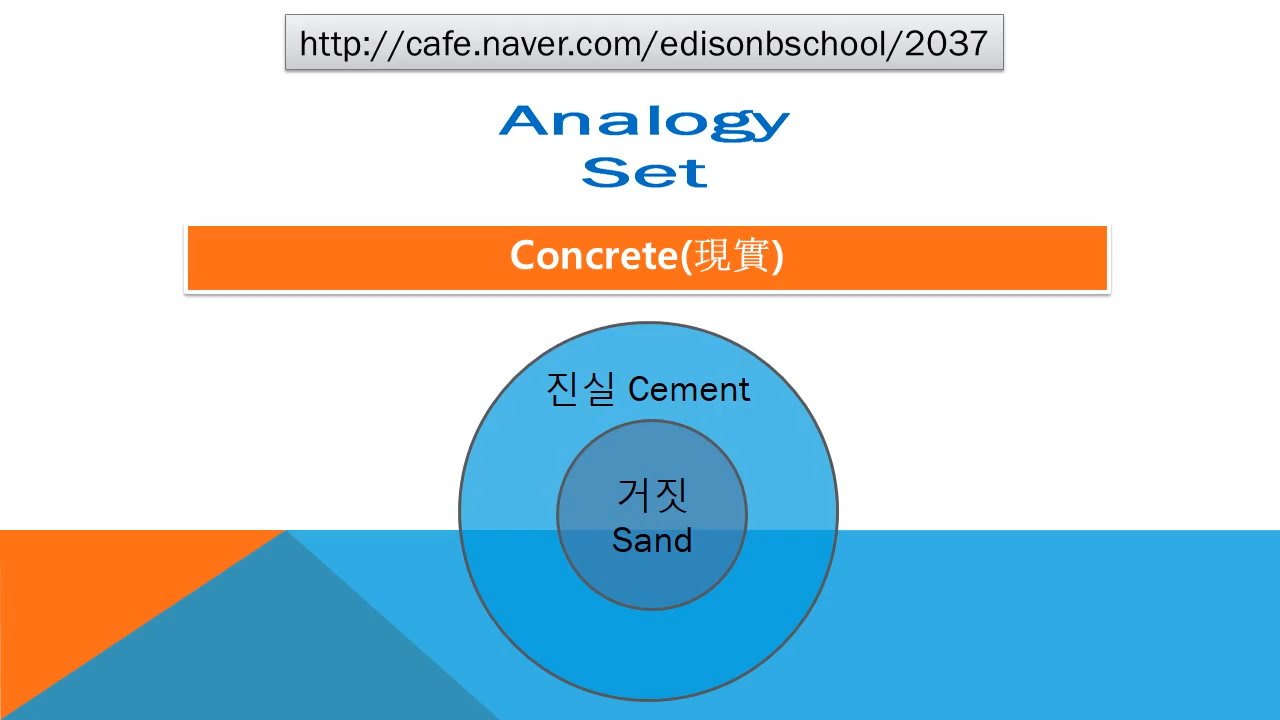 http://cafe.naver.com/edisonbschool/2037
Analogy
Set
Concrete(現實)
진실 Cement
거짓
Sand